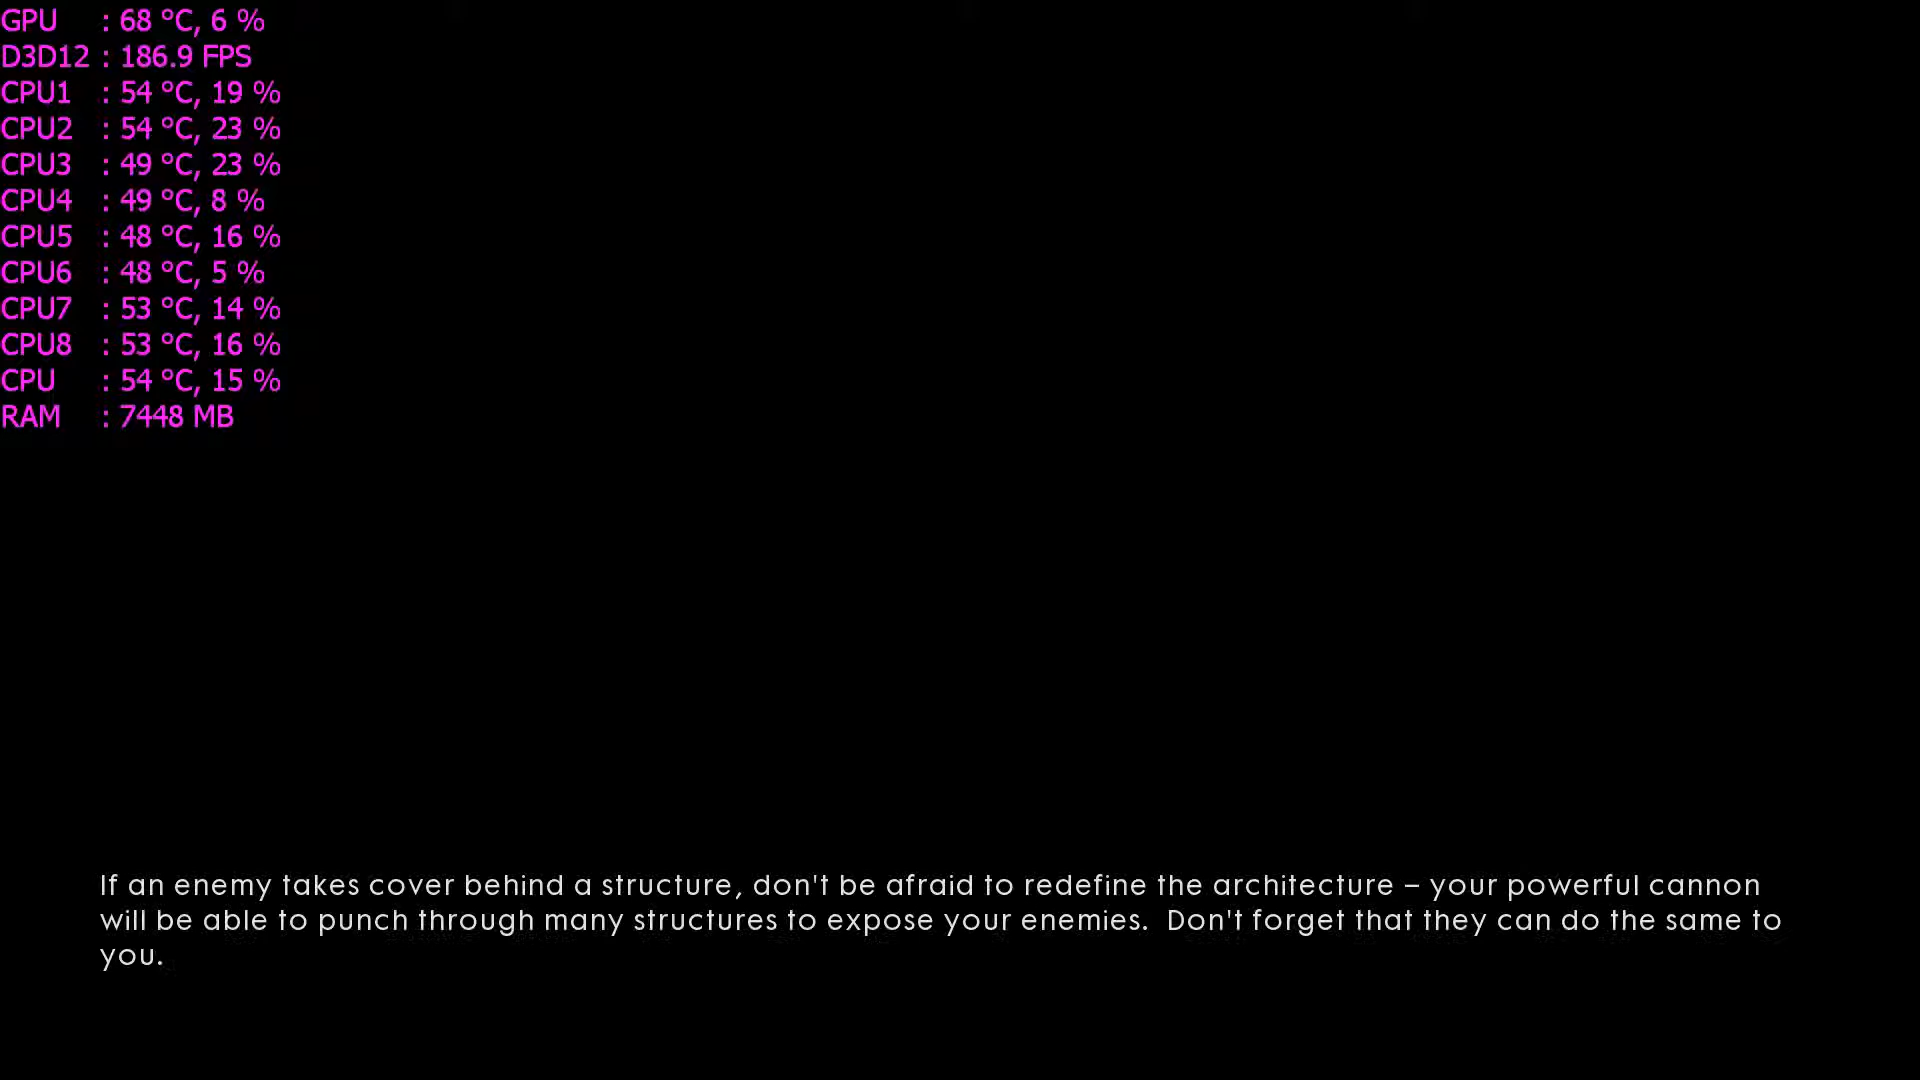 GPU : 68 °C, 6 %
D3D12 : 186.9 FPS
CPU1 : 54 °C, 19 %
CPU2 : 54 °C, 23 %
CPU3 : 49 °C, 23 %
CPU4 : 49 °C, 8 %
CPU5 : 48 °C, 16 %
CPU6 : 48 °C, 5 %
CPU7 : 53 °C, 14 %
CPU8 : 53 °C, 16 %
CPU : 54 °C, 15 %
RAM : 7448 MB
If an enemy takes cover behind a structure, don't be afraid to redefine the architecture – your powerful cannon
will be able to punch through many structures to expose your enemies.  Don't forget that they can do the same to
you.